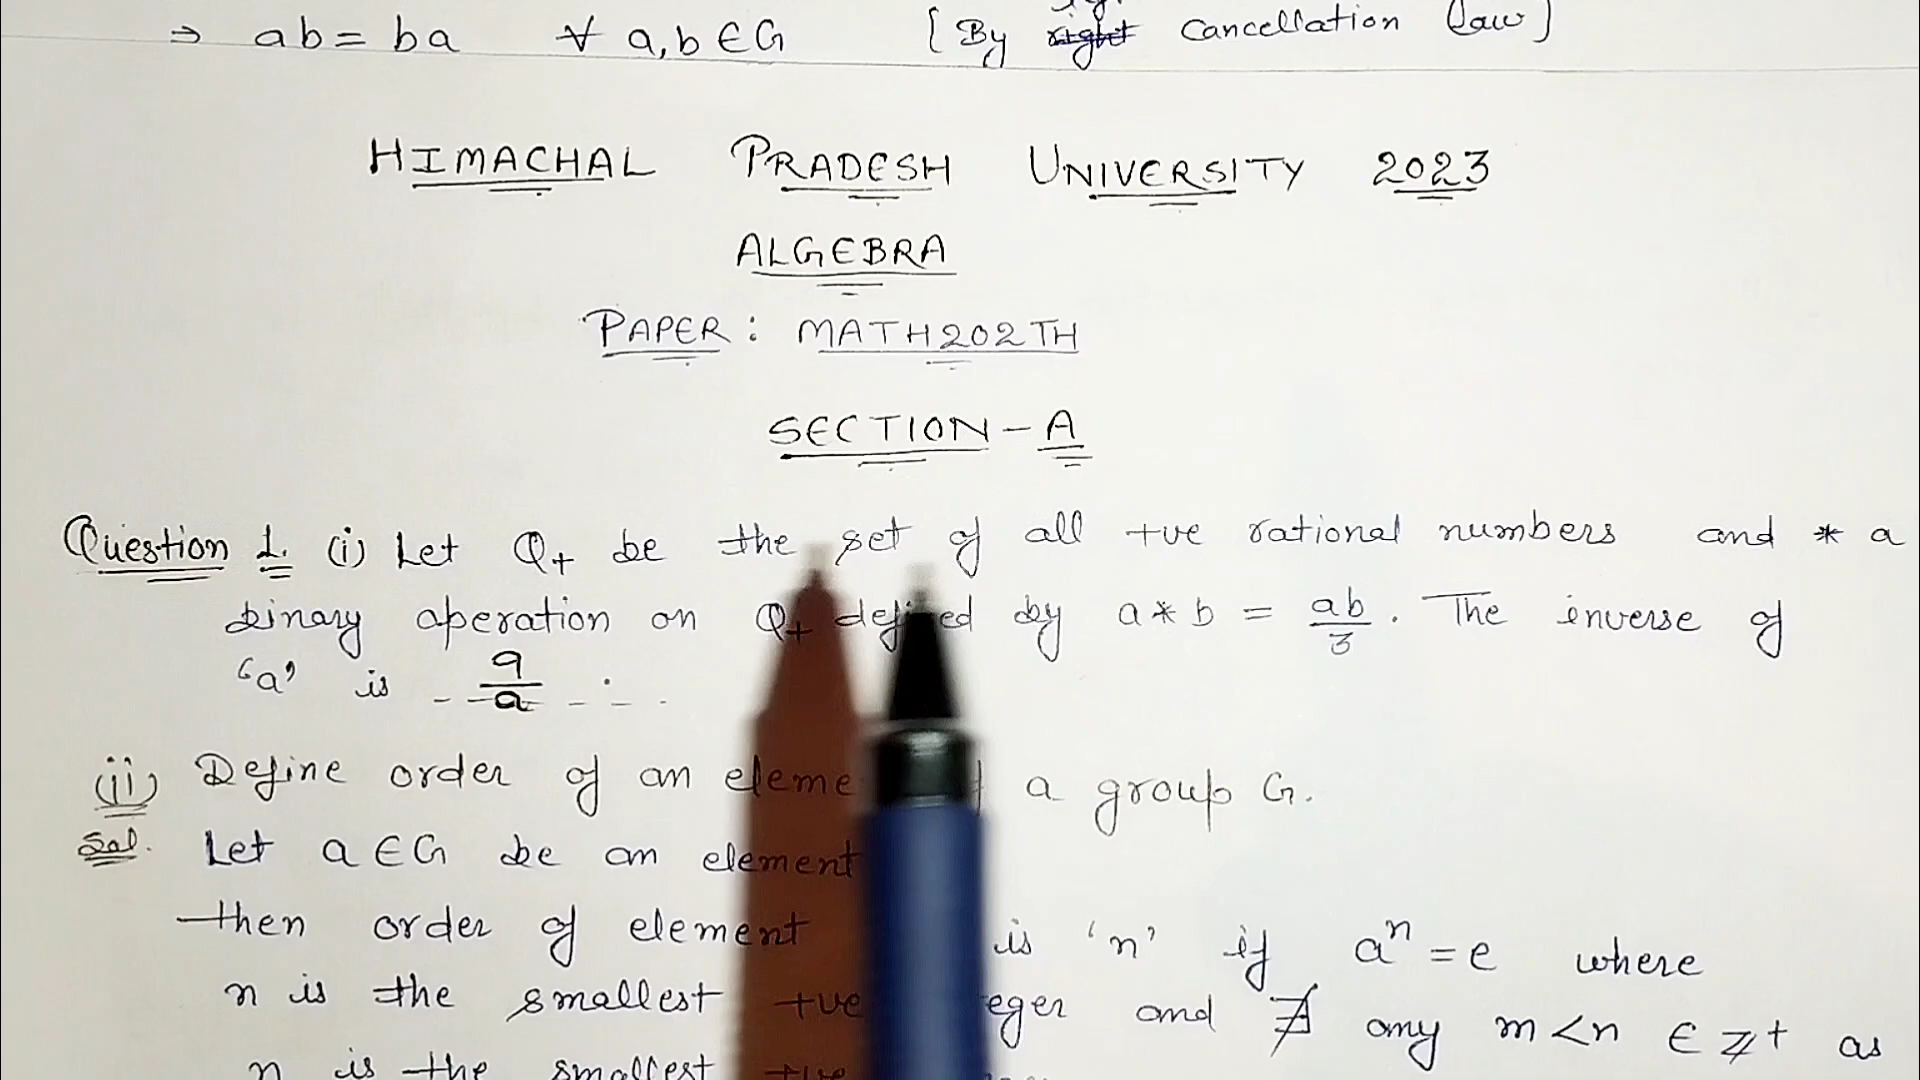 ⇒ ab = ba ∀ a,b ∈ G [By Cancellation law]
HIMACHAL PRADESH UNIVERSITY 2023
ALGEBRA
PAPER: MATH202TH
SECTION-A
Question 1. (i) Let Q+ be the set of all +ve rational numbers and * a
binary operation on Q+ defined by a*b = ab/3. The inverse of
'a' is - - 9/a - - - .
(ii) Define order of an eleme a group G.
Sol. Let a ∈ G be an element
then order of element is 'n' if a^n = e where
n is the smallest +ve eger and ∄ any m<n ∈ Z+ as
n is the smallest +ve